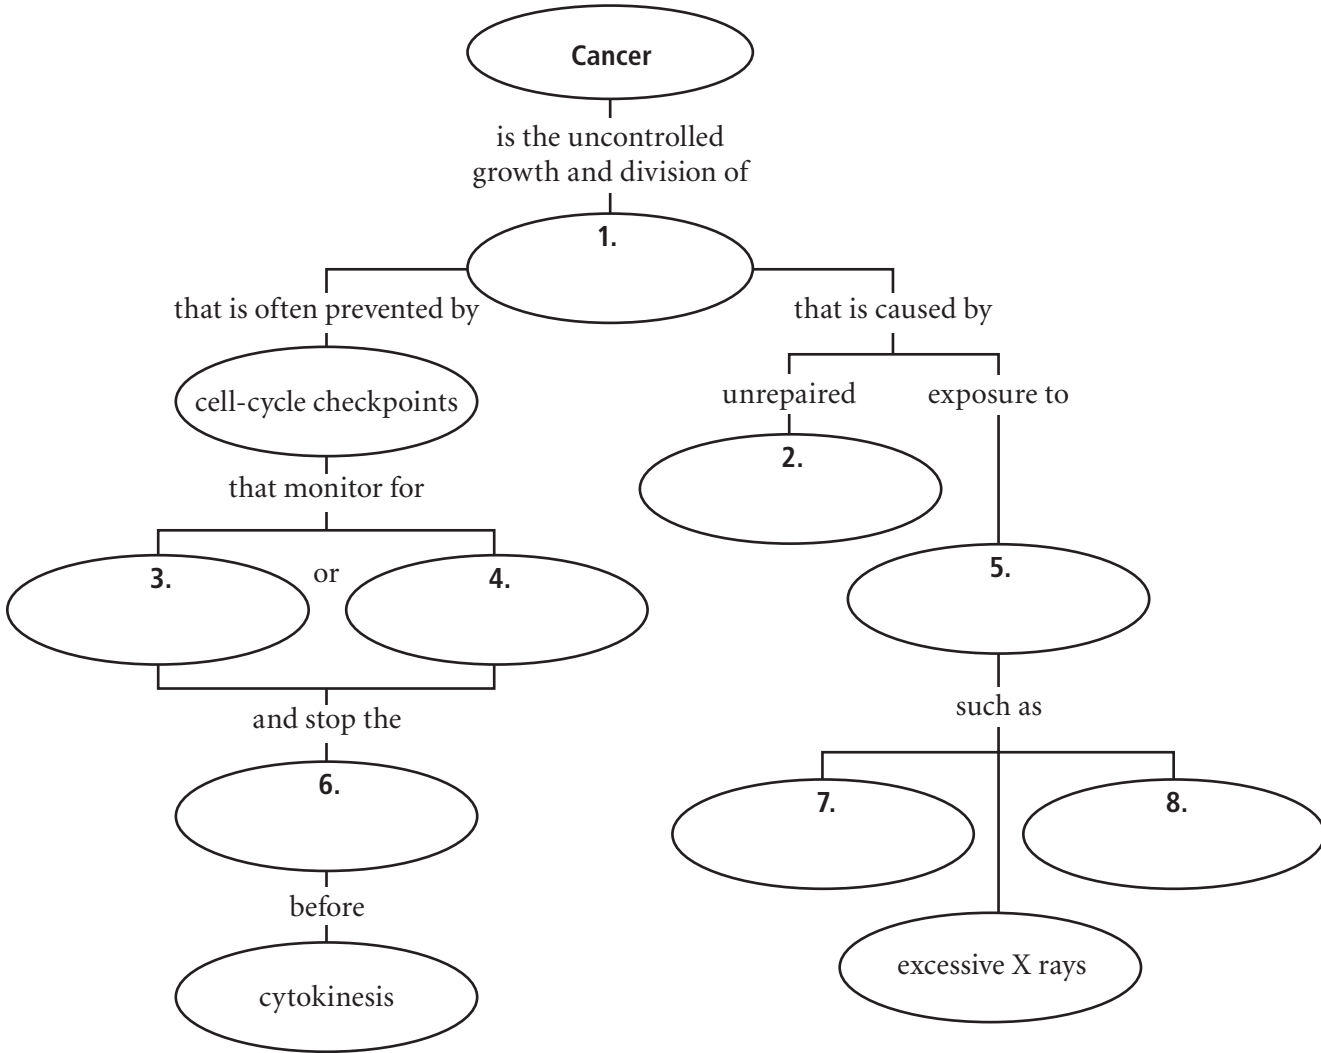 Cancer
is the uncontrolled
growth and division of
1.
that is often prevented by
that is caused by
cell-cycle checkpoints
unrepaired
exposure to
2.
that monitor for
3.
or
4.
5.
and stop the
such as
6.
7.
8.
before
excessive X rays
cytokinesis